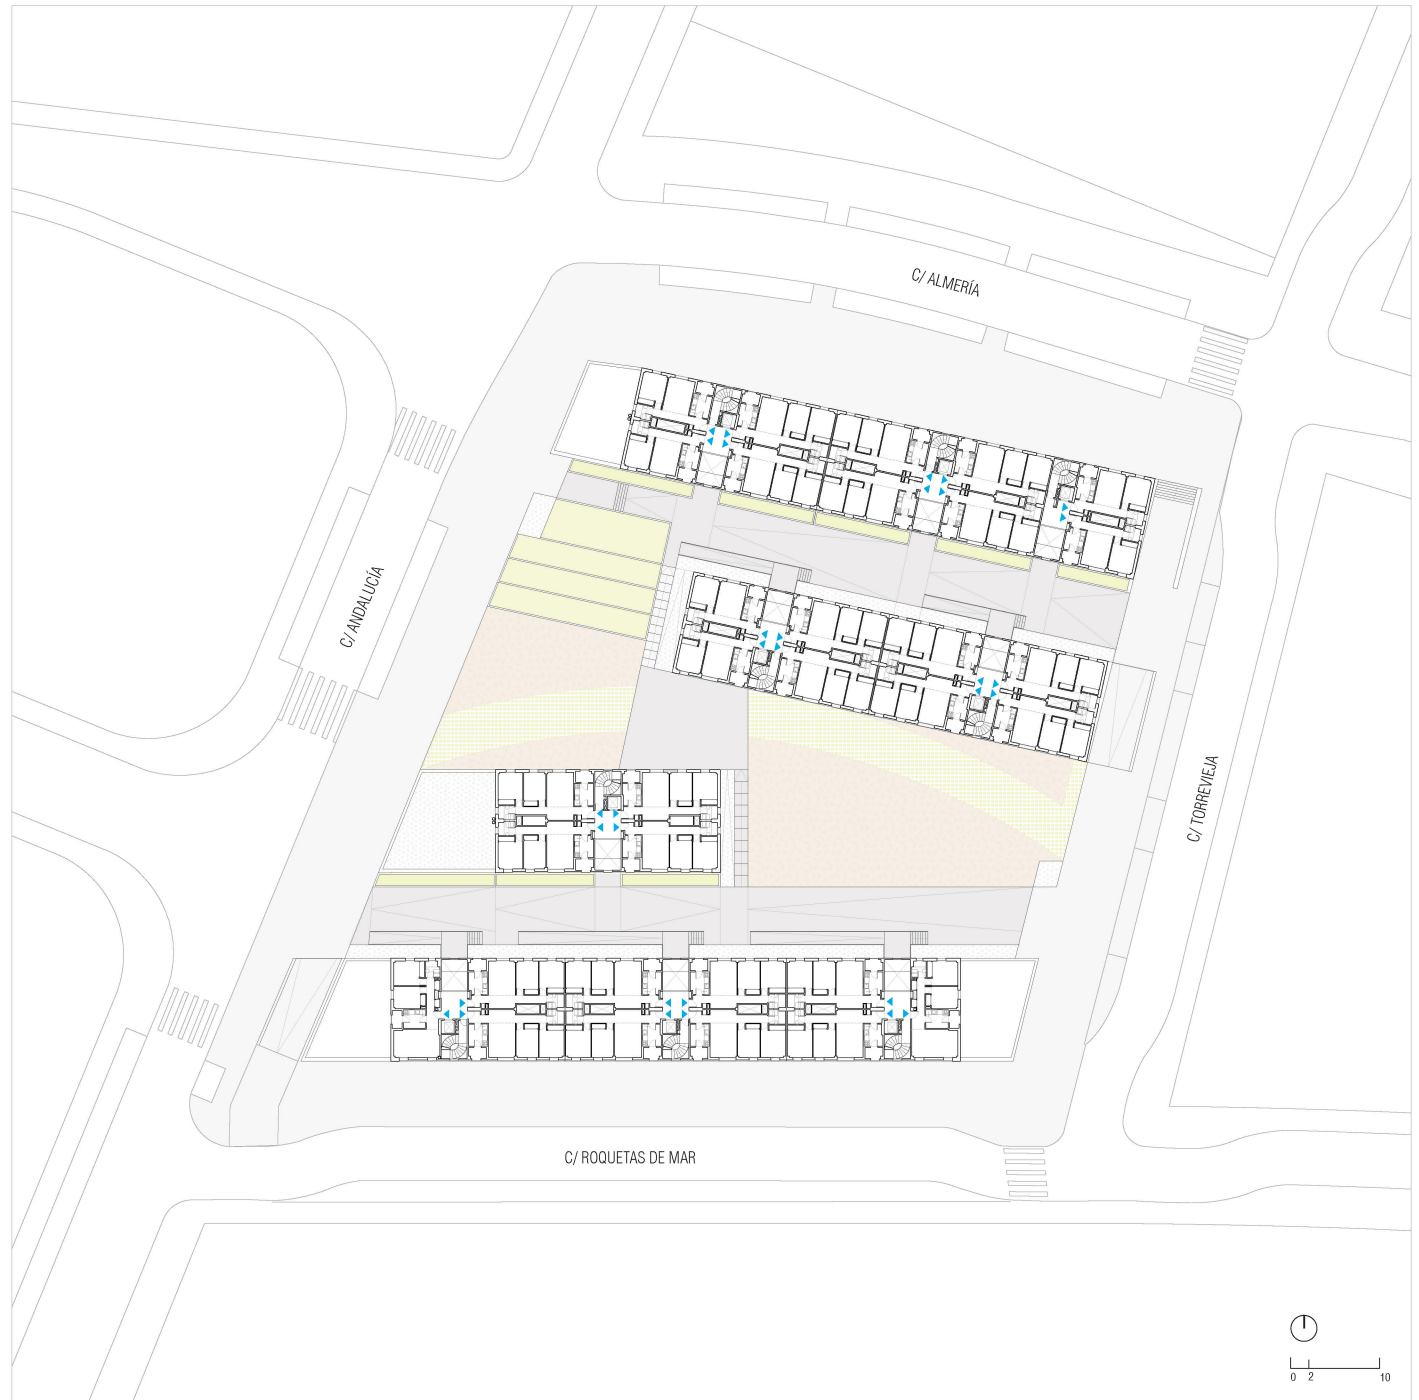 C/ ALMERÍA
C/ ANDALUCÍA
C/ TORREVIEJA
C/ ROQUETAS DE MAR
0 2 10